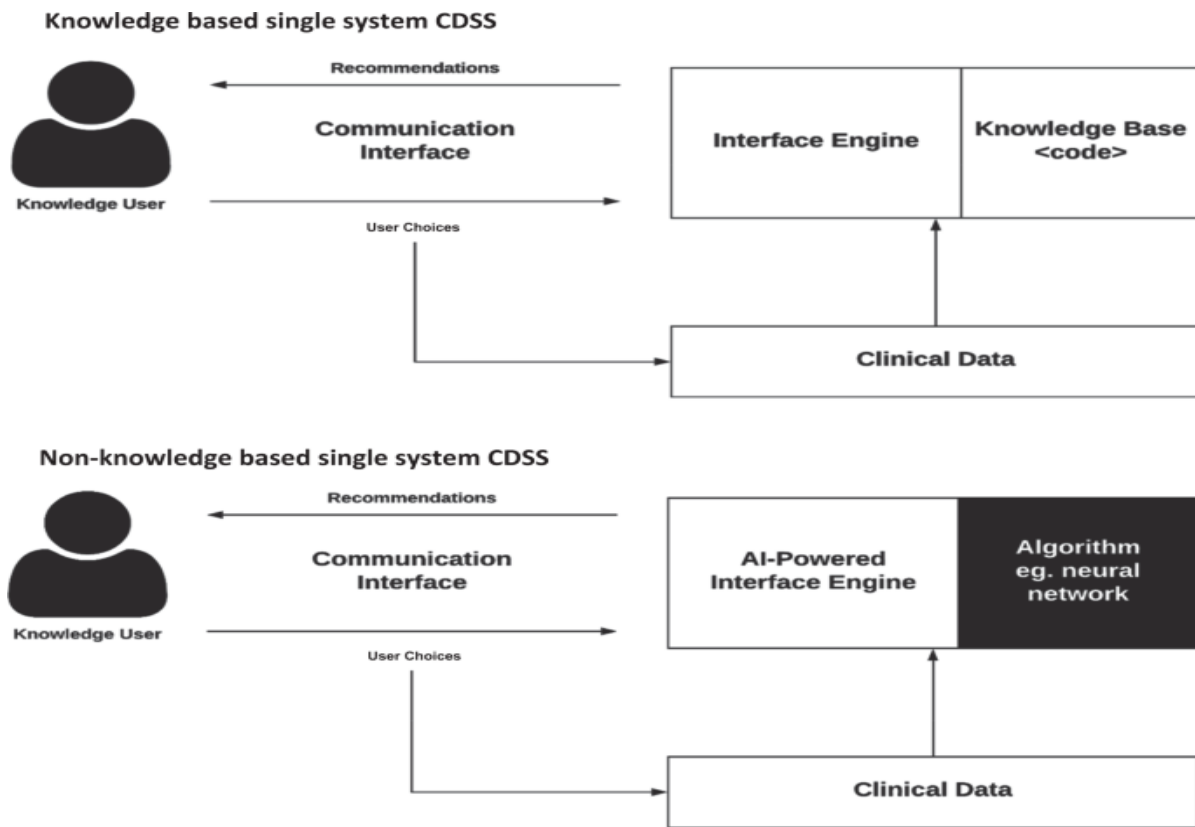 Knowledge based single system CDSS
Recommendations
Communication
Interface
Knowledge User
User Choices
Interface Engine
Knowledge Base
<code>
Clinical Data
Non-knowledge based single system CDSS
Recommendations
Communication
Interface
Knowledge User
User Choices
AI-Powered
Interface Engine
Algorithm
eg. neural
network
Clinical Data